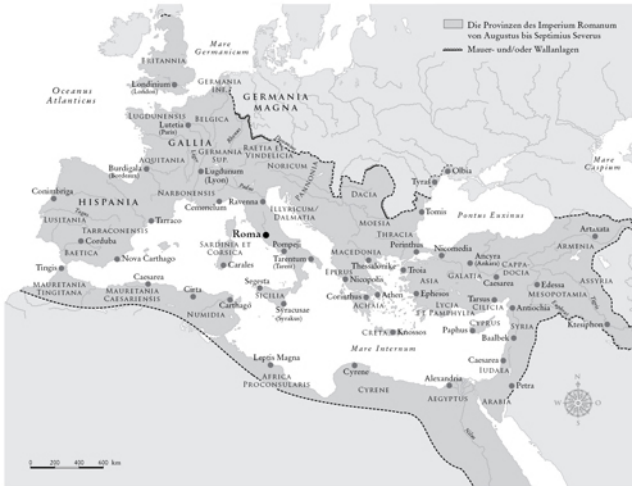 Die Provinzen des Imperium Romanum
von Augustus bis Septimius Severus
Mauer- und/oder Wallanlagen
Mare
Germanicum
Oceanus
Atlanticus
BRITANNIA
Londinium
(London)
GERMANIA
INF.
GERMANIA
MAGNA
LUGDUNENSIS
BELGICA
Lutetia
(Paris)
GALLIA
GERMANIA
SUP.
RAETIA ET
VINDELICIA
NORICUM
AQUITANIA
Lugdunum
(Lyon)
Burdigala
(Bordeaux)
PANNONIA
DACIA
Olbia
Tyras
Mare
Caspium
Conimbriga
HISPANIA
NARBONENSIS
Cemenelum
Ravenna
Padus
ILLYRICUM/
DALMATIA
MOESIA
Tomis
Pontus Euxinus
LUSITANIA
Tagus
TARRACONENSIS
Tarraco
Roma
THRACIA
Artaxata
ARMENIA
Corduba
BAETICA
Nova Carthago
SARDINIA ET
CORSICA
Carales
Pompeji
Tarentum
(Tarent)
MACEDONIA
Thessalonike
Perinthus
Nicomedia
Ancyra
(Ankara)
CAPPA-
DOCIA
GALATIA
Caesarea
EPIRUS
Nicopolis
Troia
ASIA
Edessa
ASSYRIA
MESOPOTAMIA
Tingis
MAURETANIA
TINGITANA
Caesarea
MAURETANIA
CAESARIENSIS
Cirta
Carthago
NUMIDIA
Segesta
SICILIA
Syracusae
(Syrakus)
Corinthus
Athen
ACHAIA
Ephesos
LYCIA
ET PAMPHYLIA
Tarsus
CILICIA
Antiochia
CYPRUS
Paphus
SYRIA
Ktesiphon
CRETA
Knossos
Baalbek
Mare Internum
Leptis Magna
AFRICA
PROCONSULARIS
Cyrene
CYRENE
Alexandria
AEGYPTUS
Caesarea
IUDAEA
Petra
ARABIA
Nilus
N
W
O
S
0 200 400 600 km